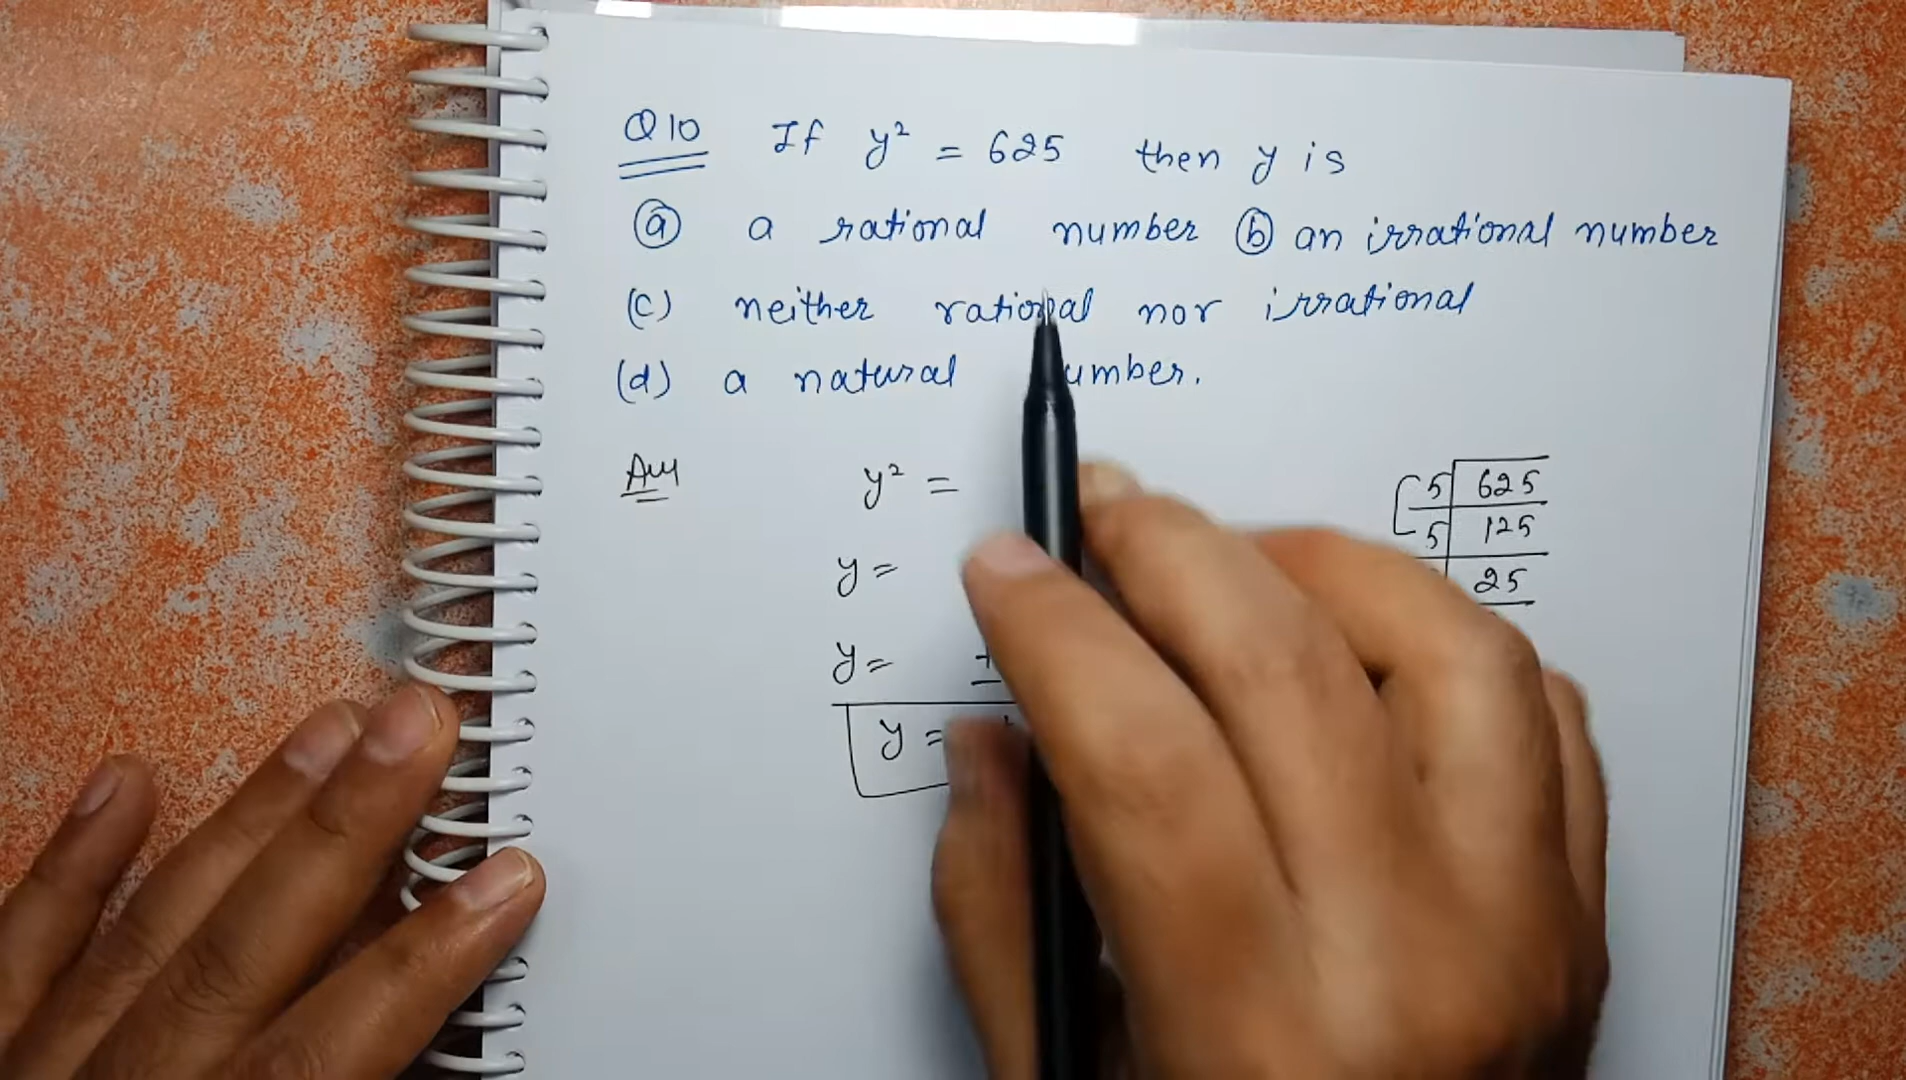 Q10 If y² = 625 then y is
(a) a rational number (b) an irrational number
(c) neither rational nor irrational
(d) a natural
Ans y² =
y =
y = ±
y =
5 625
5 125
25